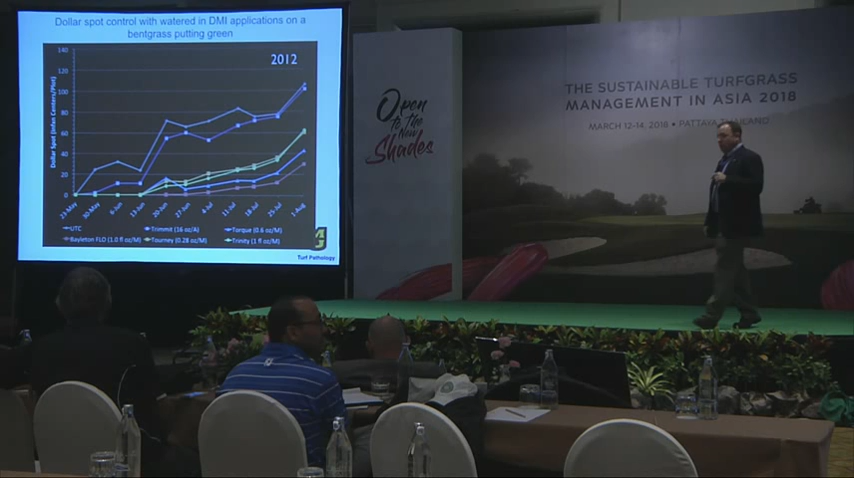 Dollar spot control with watered in DMI applications on a
bentgrass putting green
2012
Dollar Spot (Infen Centers/Plot)
140
120
100
80
60
40
20
0
23-May
30-May
6-Jun
13-Jun
20-Jun
27-Jun
4-Jul
11-Jul
18-Jul
25-Jul
1-Aug
UTC
Trimmit (16 oz/A)
Torque (0.6 oz/M)
Bayleton FLO (1.0 fl oz/M)
Tourney (0.28 oz/M)
Trinity (1 fl oz/M)
Turf Pathology
Open
to the
New
Shades
THE SUSTAINABLE TURFGRASS
MANAGEMENT IN ASIA 2018
MARCH 12-14, 2018 • PATTAYA THAILAND